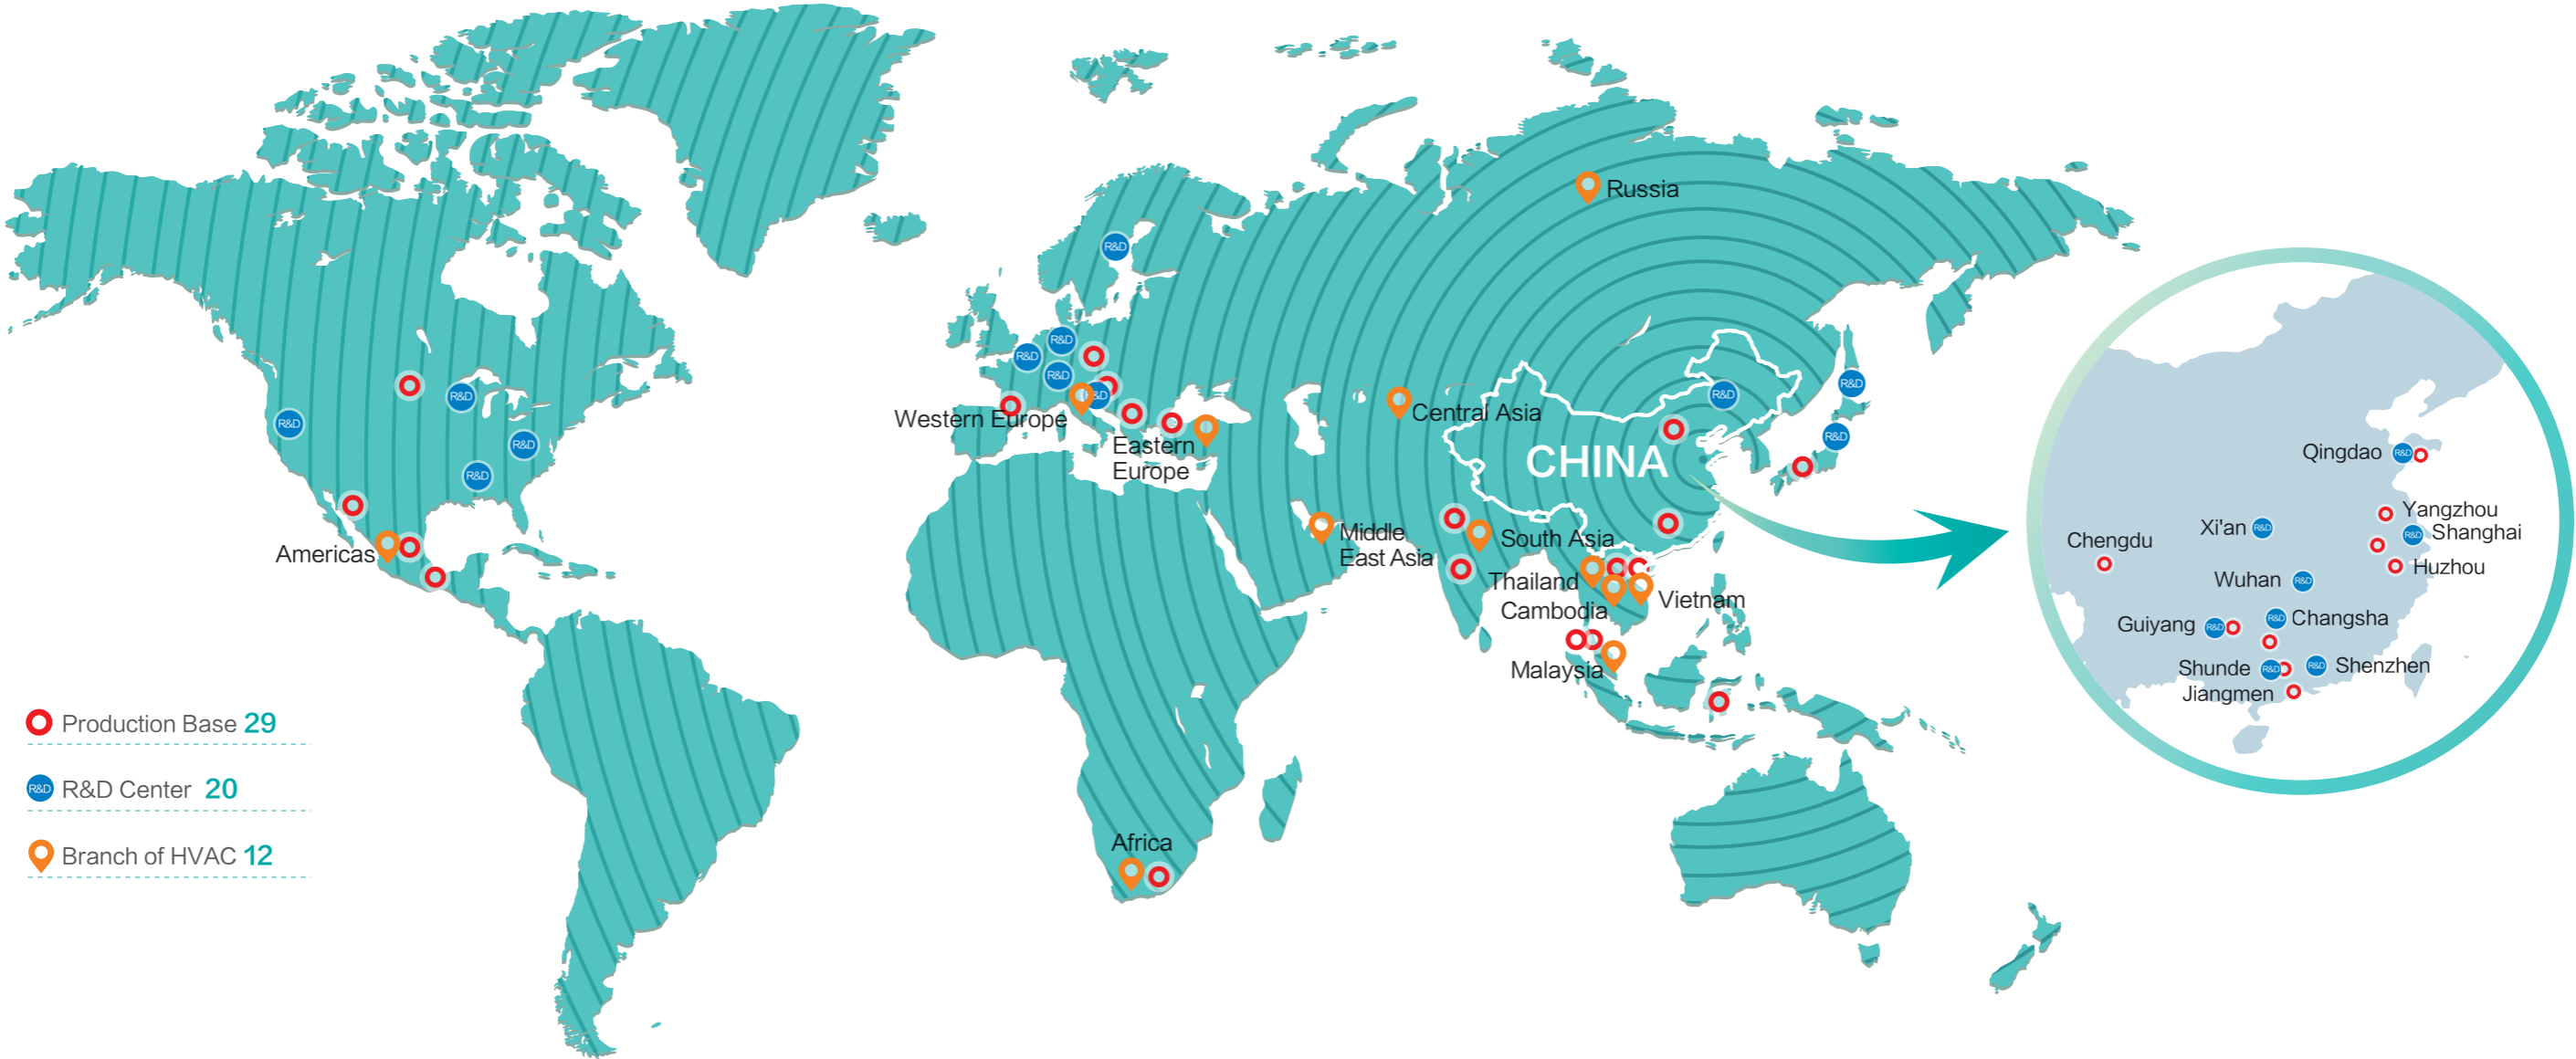 Russia
R&D
R&D
R&D
R&D
R&D
R&D
R&D
R&D
R&D
R&D
R&D
R&D
Western Europe
Eastern
Europe
Central Asia
CHINA
Americas
Middle
East Asia
South Asia
Thailand
Cambodia
Vietnam
Malaysia
Africa
Qingdao R&D
Yangzhou
Xi'an R&D
R&D Shanghai
Chengdu
Huzhou
Wuhan R&D
R&D Changsha
Guiyang R&D
Shunde R&D
R&D Shenzhen
Jiangmen
Production Base 29
R&D R&D Center 20
Branch of HVAC 12